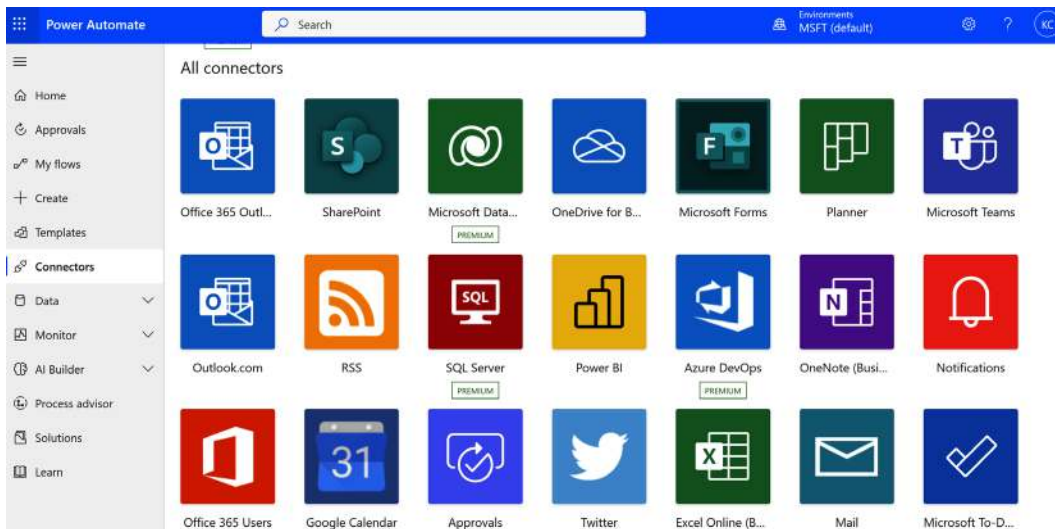 Power Automate
Search
Environments
MSFT (default)
?
KC
Home
Approvals
My flows
Create
Templates
Connectors
Data
Monitor
AI Builder
Process advisor
Solutions
Learn
All connectors
Office 365 Outl...
SharePoint
Microsoft Data...
OneDrive for B...
Microsoft Forms
Planner
Microsoft Teams
PREMIUM
Outlook.com
RSS
SQL Server
Power BI
Azure DevOps
OneNote (Busi...
Notifications
PREMIUM
PREMIUM
Office 365 Users
Google Calendar
Approvals
Twitter
Excel Online (B...
Mail
Microsoft To-D...
O
S
F
T
O
SQL
N
31
X